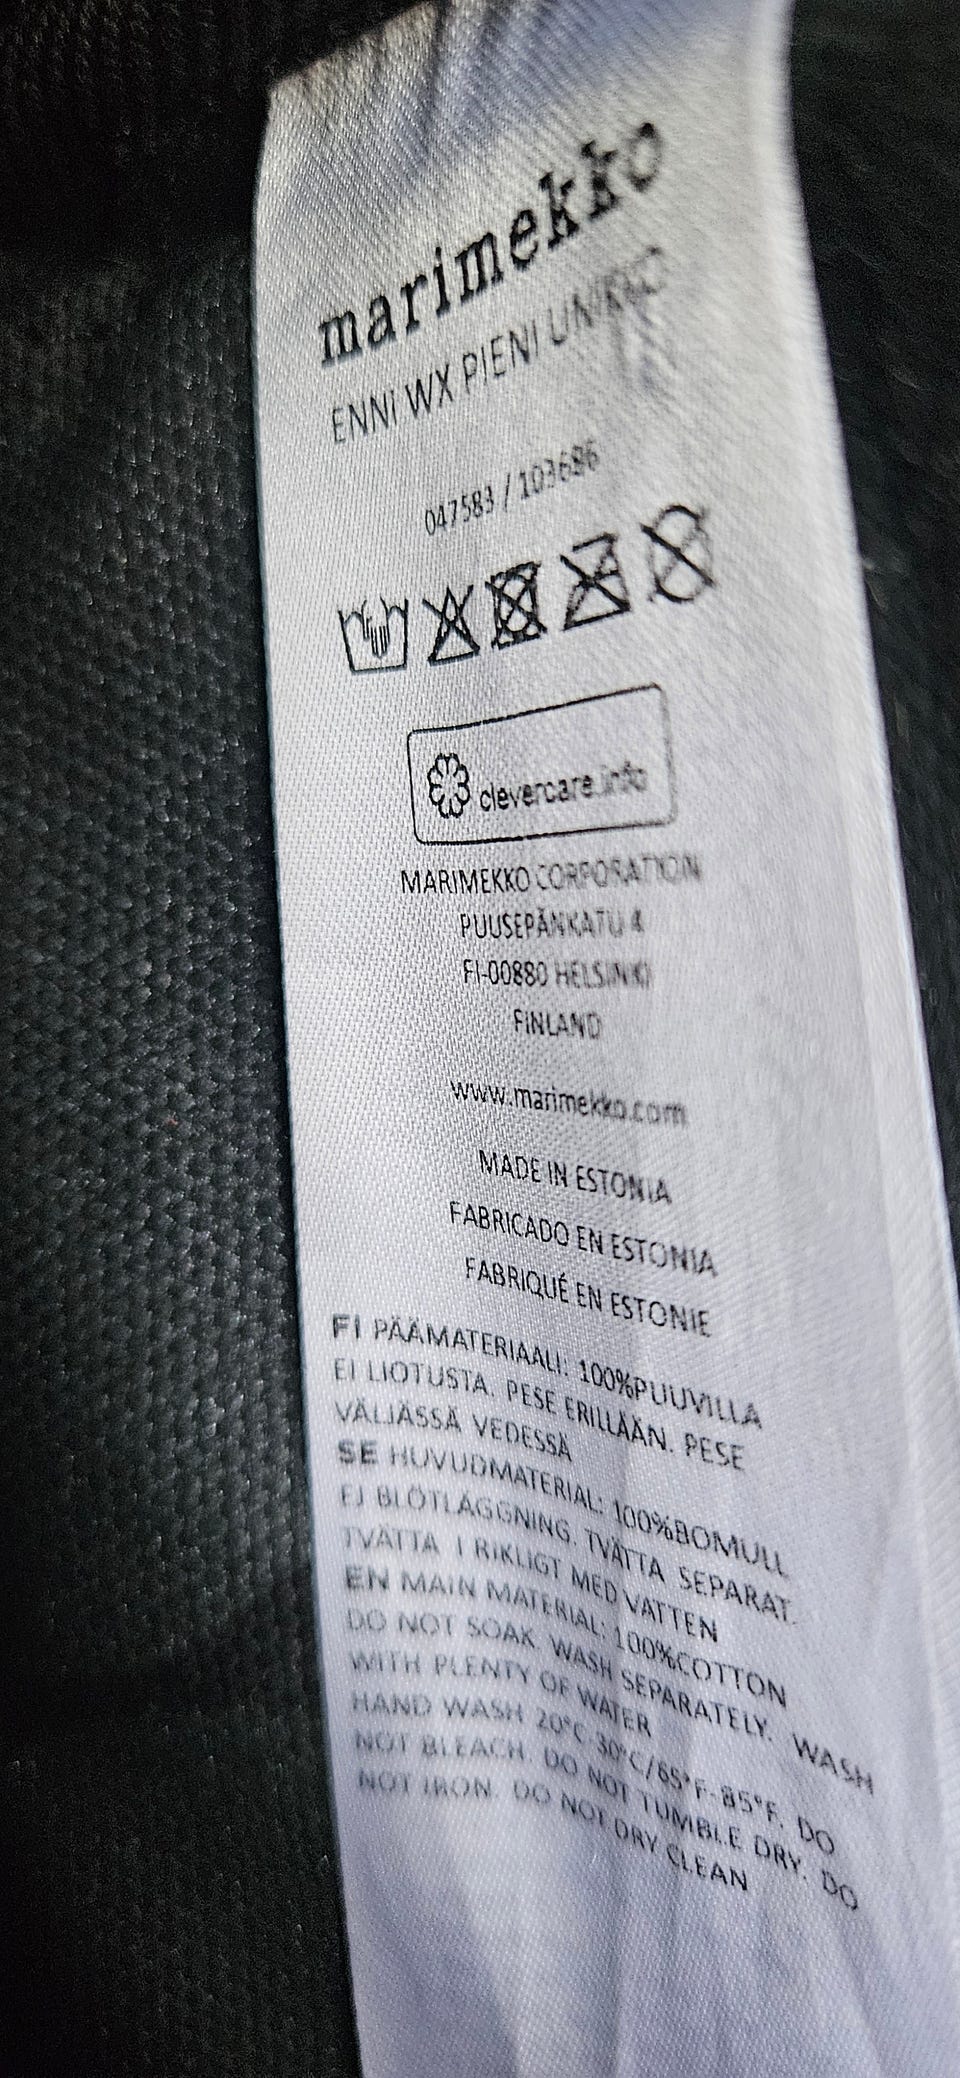 marimekko
ENNI WX PIENI UNIKKO
047583 / 103686
clevercare.info
MARIMEKKO CORPORATION
PUUSEPÄNKATU 4
FI-00880 HELSINKI
FINLAND
www.marimekko.com
MADE IN ESTONIA
FABRICADO EN ESTONIA
FABRIQUÉ EN ESTONIE
FI PÄÄMATERIAALI: 100%PUUVILLA
EI LIOTUSTA. PESE ERILLÄÄN. PESE
VÄLJÄSSÄ VEDESSÄ
SE HUVUDMATERIAL: 100%BOMULL
EJ BLÖTLÄGGNING. TVÄTTA SEPARAT.
TVÄTTA I RIKLIGT MED VATTEN
EN MAIN MATERIAL: 100%COTTON
DO NOT SOAK. WASH SEPARATELY. WASH
WITH PLENTY OF WATER
HAND WASH 20°C-30°C/65°F-85°F. DO
NOT BLEACH. DO NOT TUMBLE DRY. DO
NOT IRON. DO NOT DRY CLEAN